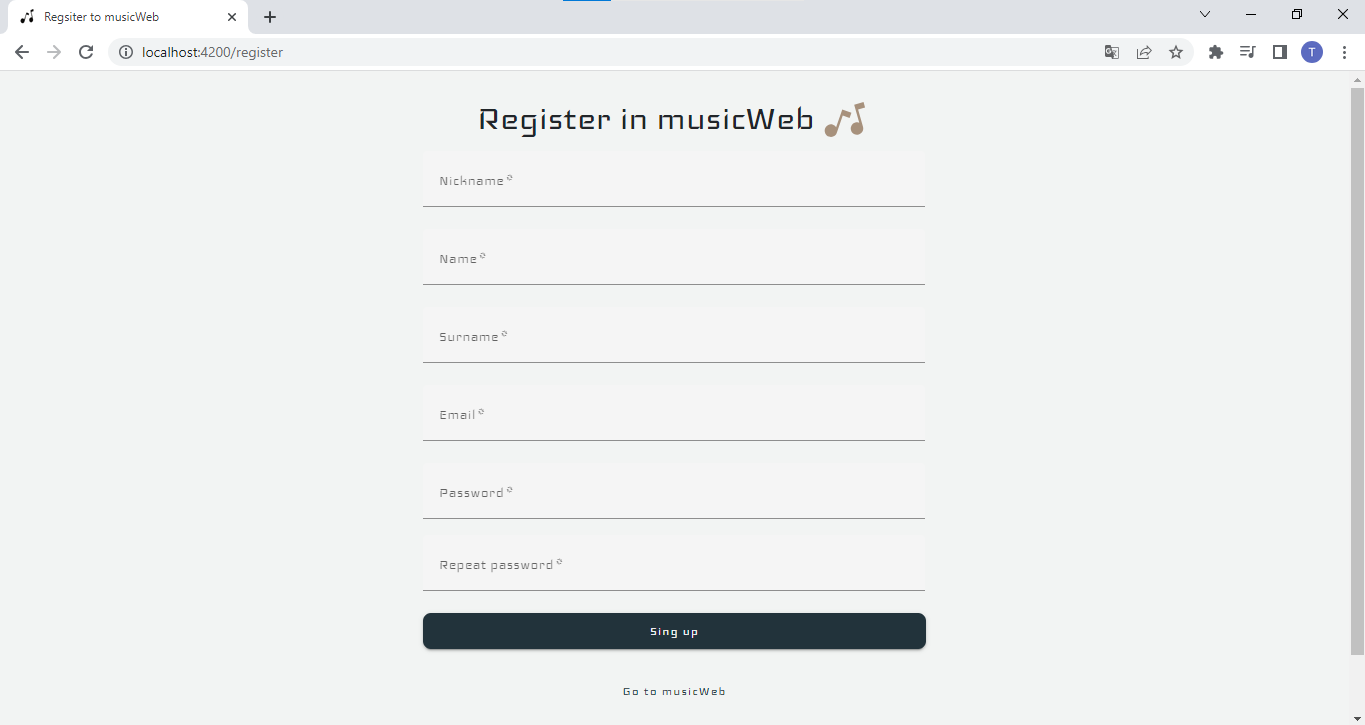 Regsiter to musicWeb
localhost:4200/register
T
Register in musicWeb
Nickname*
Name*
Surname*
Email*
Password*
Repeat password*
Sing up
Go to musicWeb